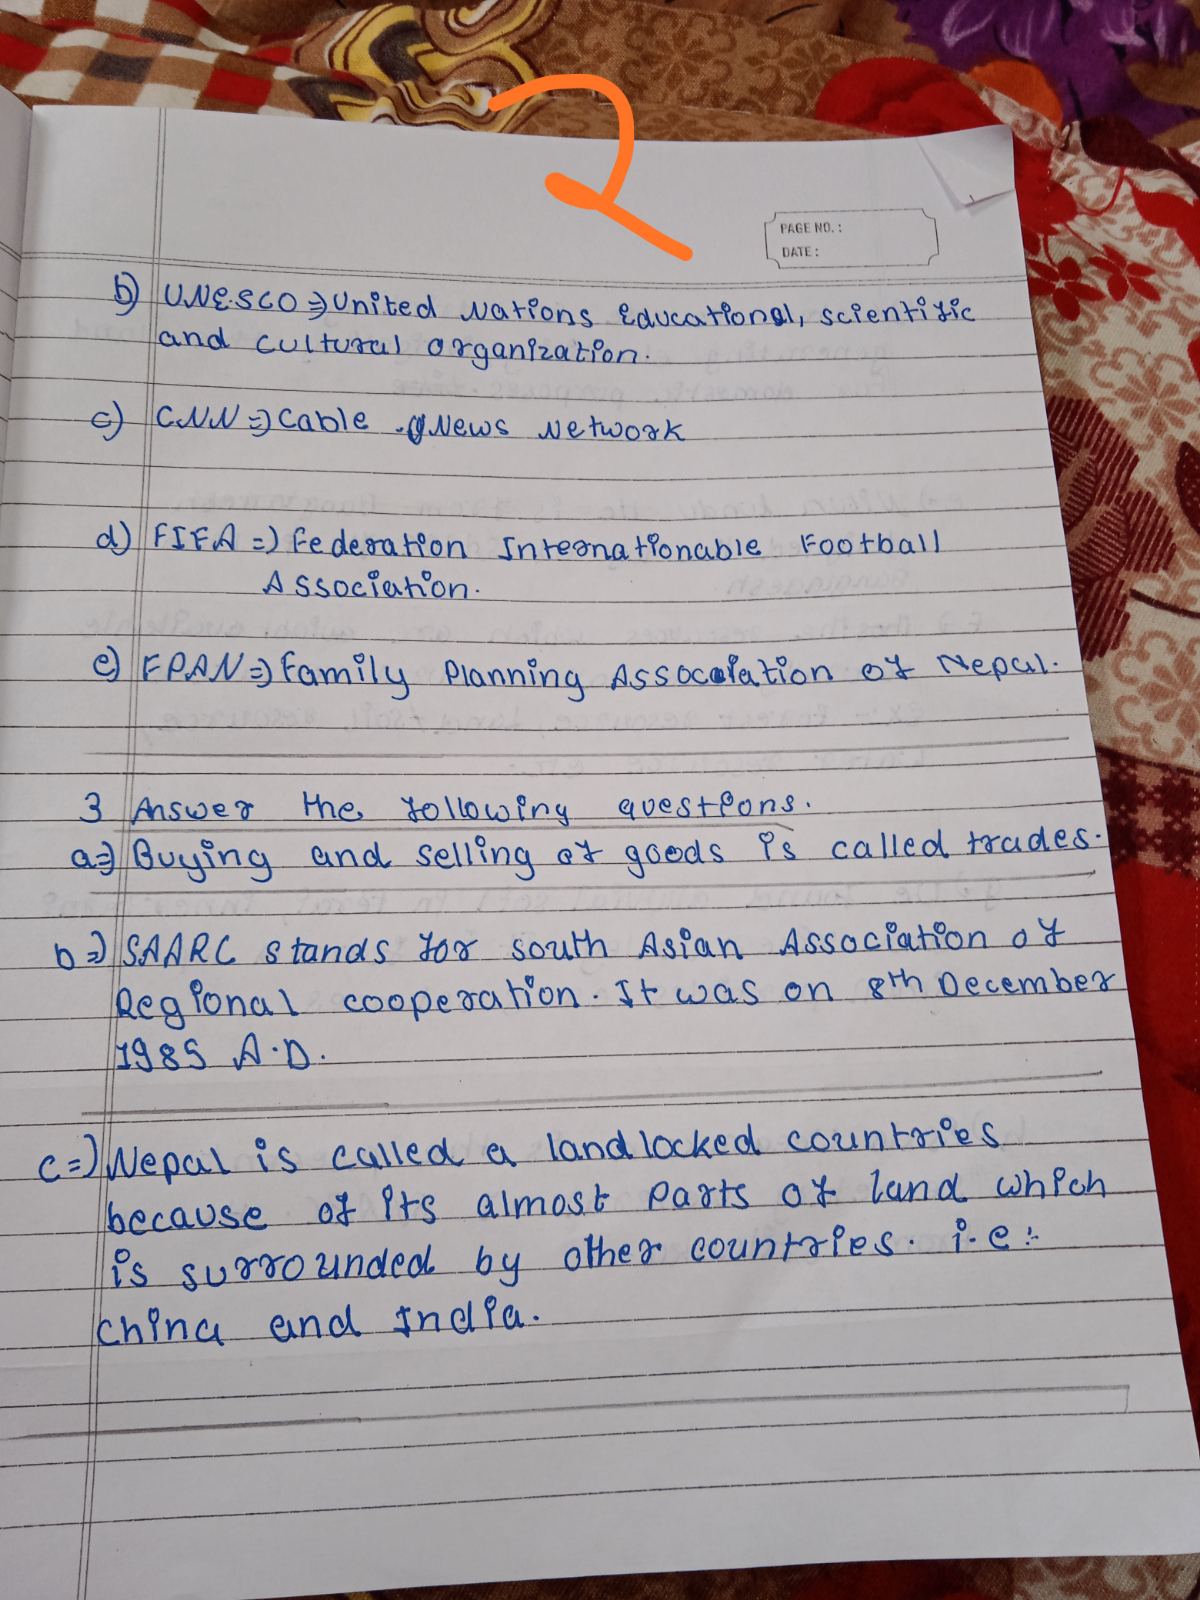 2
PAGE NO.:
DATE:
b) UNESCO => United Nations Educational, scientific
and cultural organization.
c) CNN => Cable News Network
d) FIFA => Federation Internationable Football
Association.
e) FPAN => Family Planning Association of Nepal.
3 Answer the following questions.
a => Buying and selling of goods is called trades.
b => SAARC stands for south Asian Association of
Regional cooperation. It was on 8th December
1985 A.D.
c => Nepal is called a landlocked countries
because of its almost parts of land which
is surrounded by other countries. i.e :-
china and India.